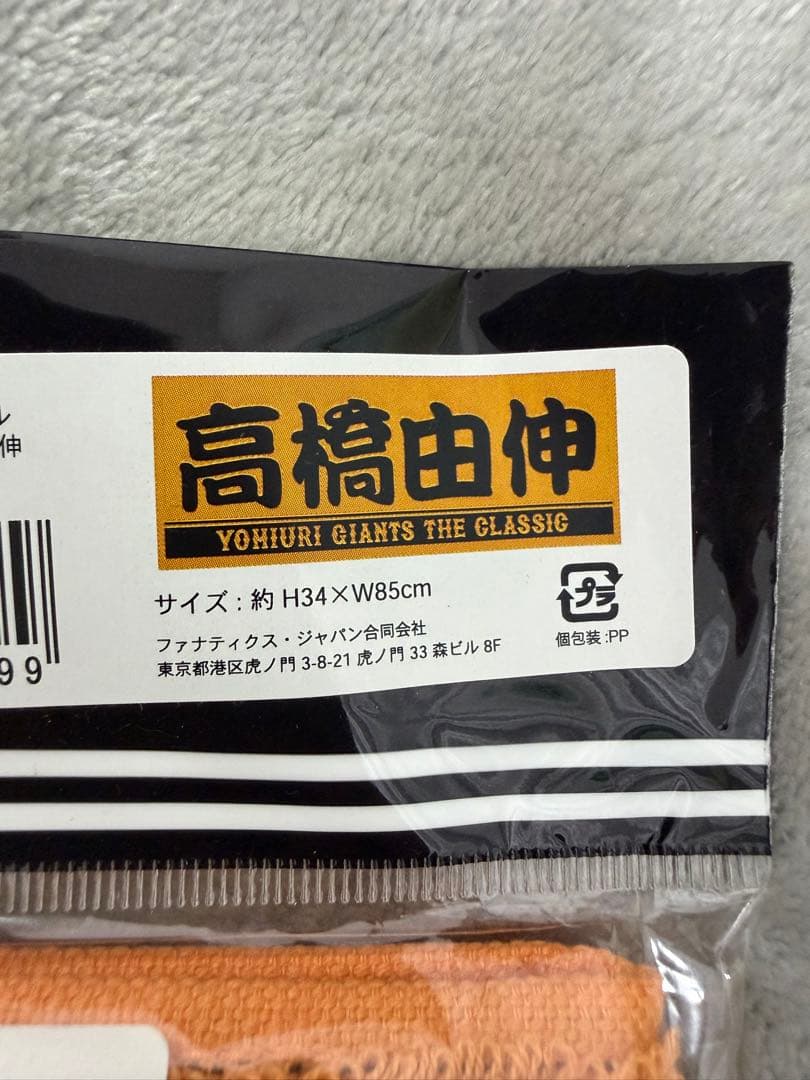 ル
伸
高橋由伸
YOMIURI GIANTS THE CLASSIC
サイズ : 約 H34×W85cm
プラ
個包装 :PP
ファナティクス・ジャパン合同会社
東京都港区虎ノ門 3-8-21 虎ノ門 33 森ビル 8F
99